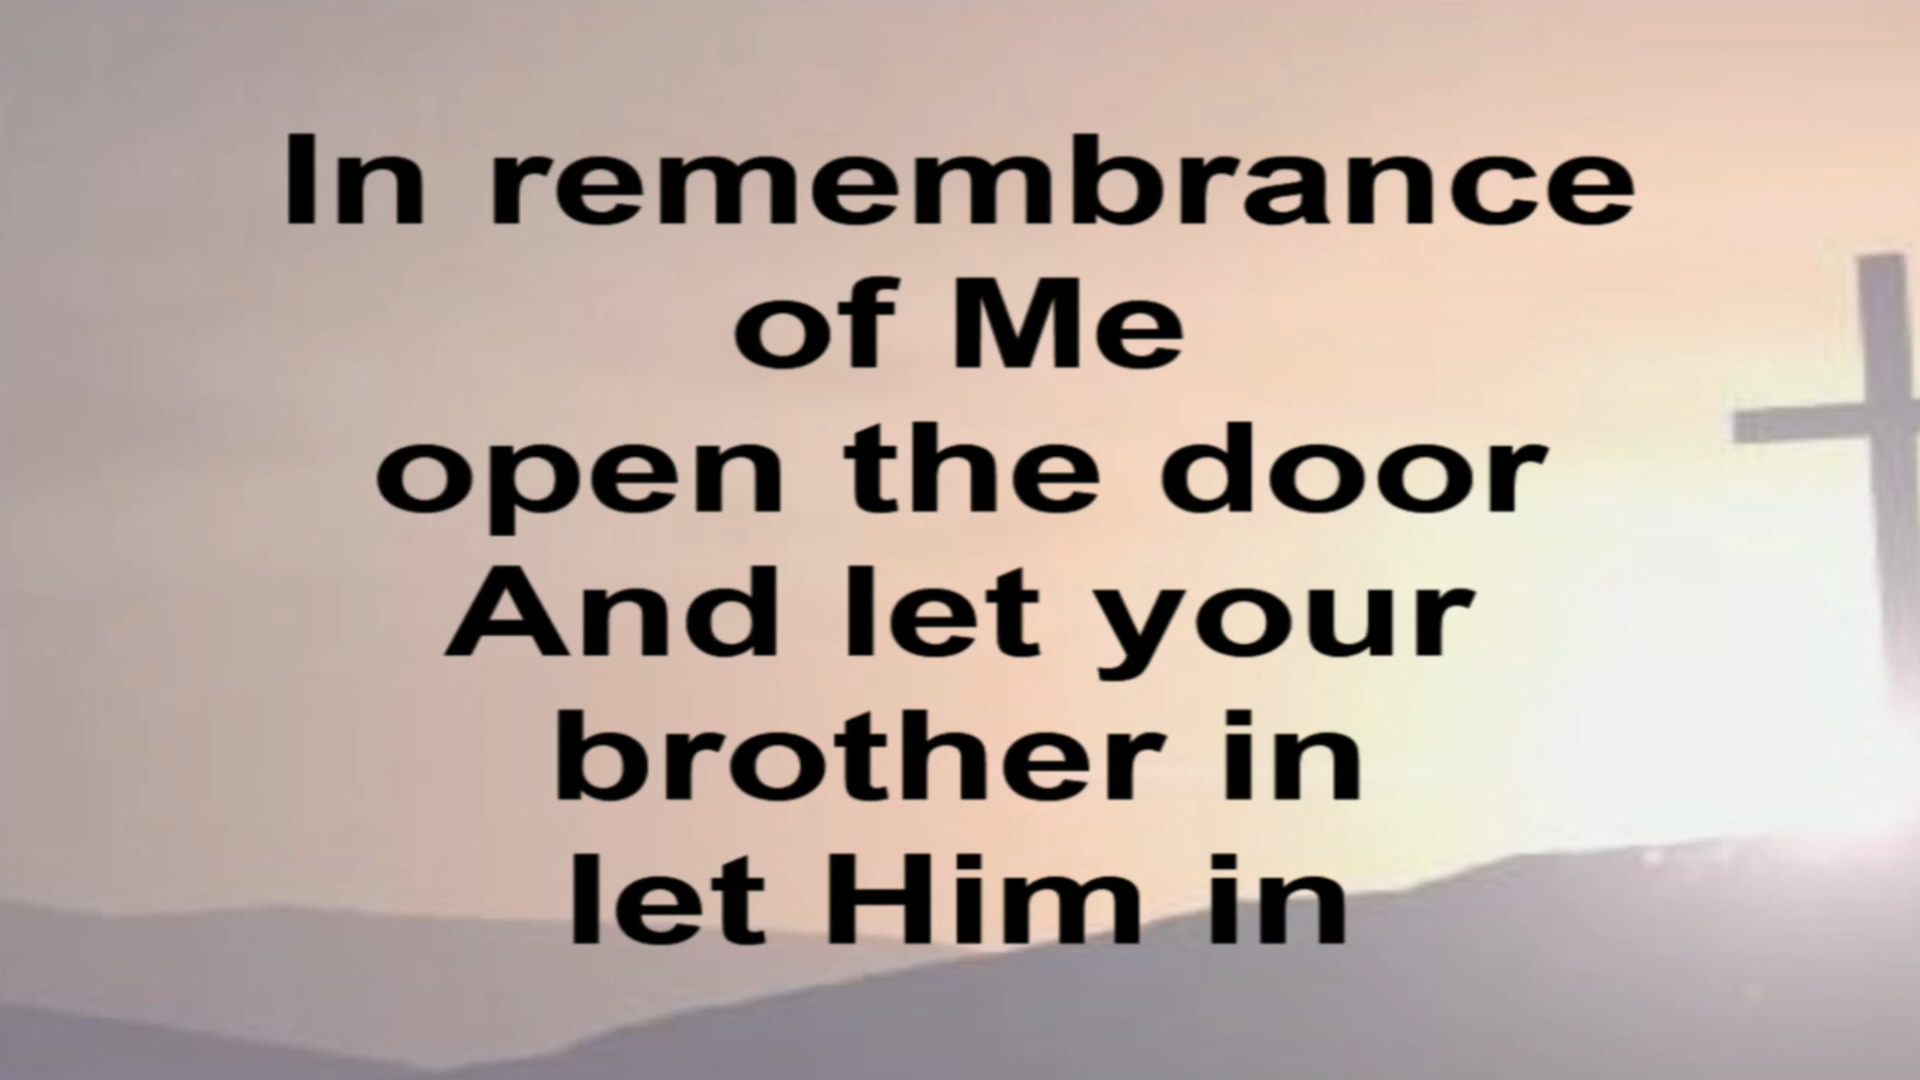 In remembrance
of Me
open the door
And let your
brother in
let Him in